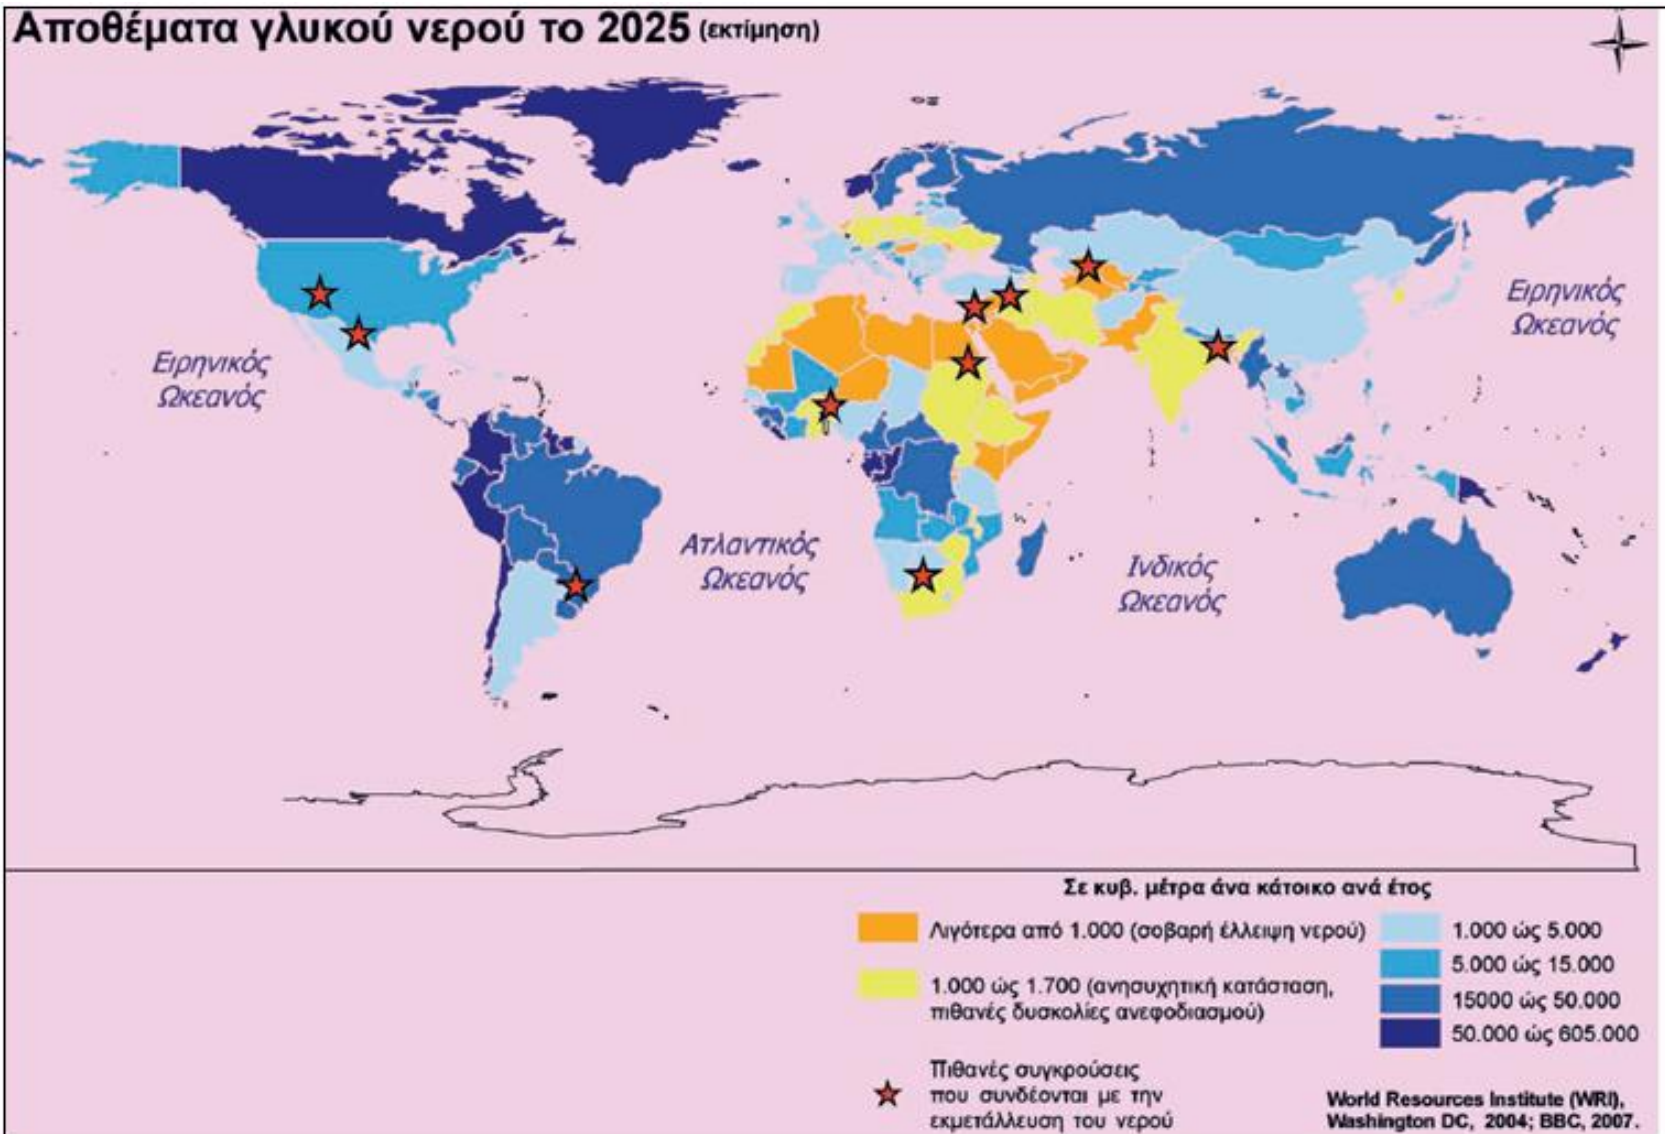 Αποθέματα γλυκού νερού το 2025 (εκτίμηση)
Ειρηνικός
Ωκεανός
Ειρηνικός
Ωκεανός
Ατλαντικός
Ωκεανός
Ινδικός
Ωκεανός
Σε κυβ. μέτρα άνα κάτοικο ανά έτος
Λιγότερα από 1.000 (σοβαρή έλλειψη νερού)
1.000 ώς 1.700 (ανησυχητική κατάσταση,
πιθανές δυσκολίες ανεφοδιασμού)
Πιθανές συγκρούσεις
που συνδέονται με την
εκμετάλλευση του νερού
1.000 ώς 5.000
5.000 ώς 15.000
15000 ώς 50.000
50.000 ώς 605.000
World Resources Institute (WRI),
Washington DC, 2004; BBC, 2007.